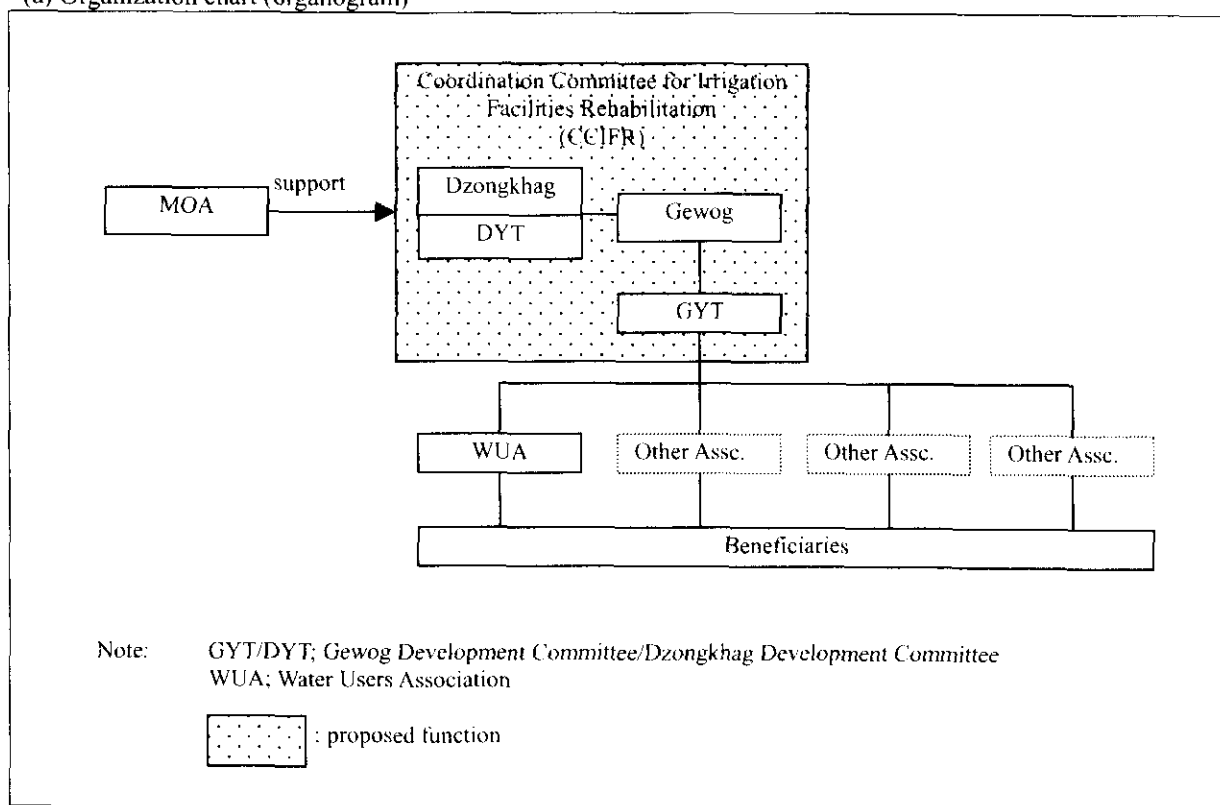 (a) Organization chart (organogram)
Coordination Committee for Irrigation
Facilities Rehabilitation
(CCIFR)
MOA
support
Dzongkhag
DYT
Gewog
GYT
WUA
Other Assc.
Other Assc.
Other Assc.
Beneficiaries
Note: GYT/DYT; Gewog Development Committee/Dzongkhag Development Committee
WUA; Water Users Association
: proposed function